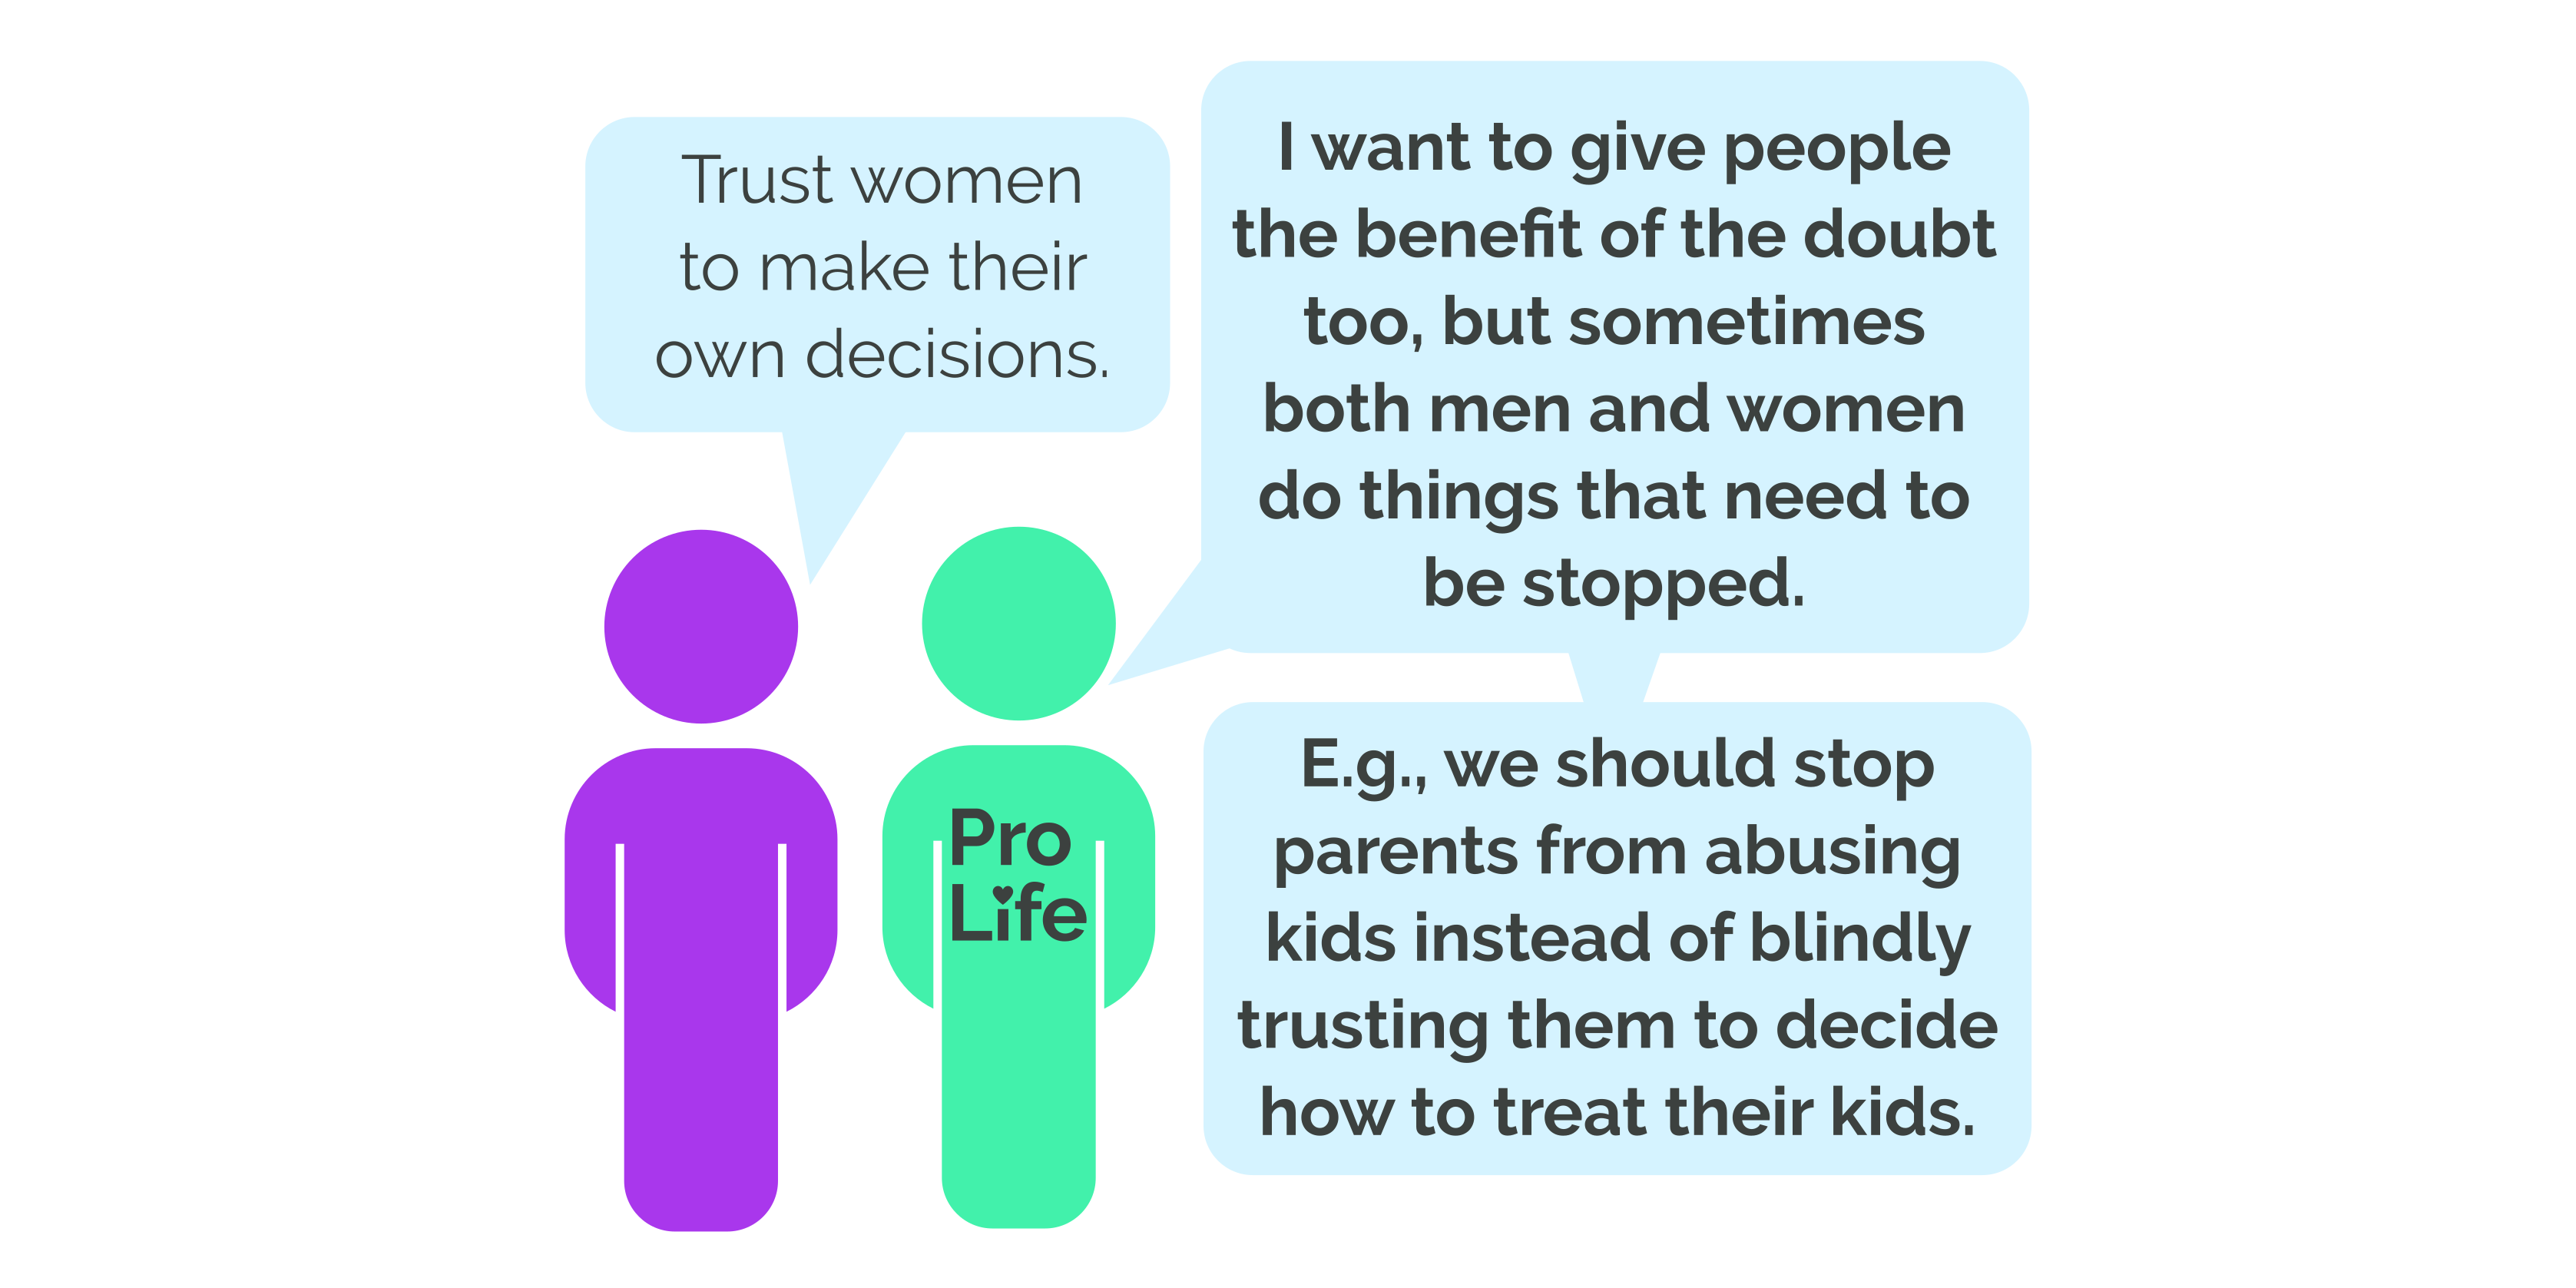 Trust women
to make their
own decisions.
I want to give people
the benefit of the doubt
too, but sometimes
both men and women
do things that need to
be stopped.
E.g., we should stop
parents from abusing
kids instead of blindly
trusting them to decide
how to treat their kids.
Pro
Life